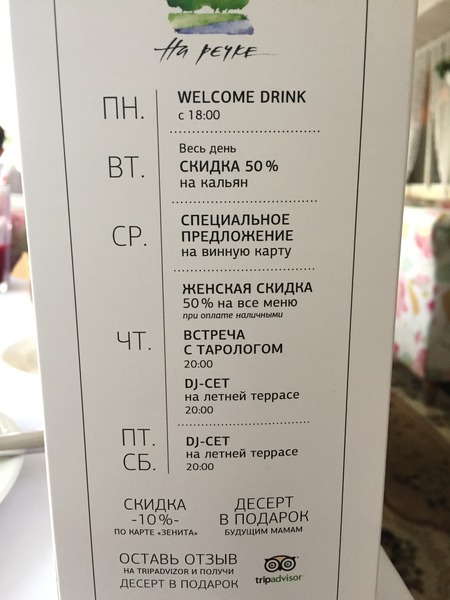 На речке
ПН.
WELCOME DRINK
с 18:00
ВТ.
Весь день
СКИДКА 50 %
на кальян
СР.
СПЕЦИАЛЬНОЕ
ПРЕДЛОЖЕНИЕ
на винную карту
ЧТ.
ЖЕНСКАЯ СКИДКА
50 % на все меню
при оплате наличными
ВСТРЕЧА
С ТАРОЛОГОМ
20:00
DJ-СЕТ
на летней террасе
20:00
ПТ.
СБ.
DJ-СЕТ
на летней террасе
20:00
СКИДКА
-10 %-
ПО КАРТЕ «ЗЕНИТА»
ДЕСЕРТ
В ПОДАРОК
БУДУЩИМ МАМАМ
ОСТАВЬ ОТЗЫВ
НА TRIPADVIZOR И ПОЛУЧИ
ДЕСЕРТ В ПОДАРОК
tripadvisor